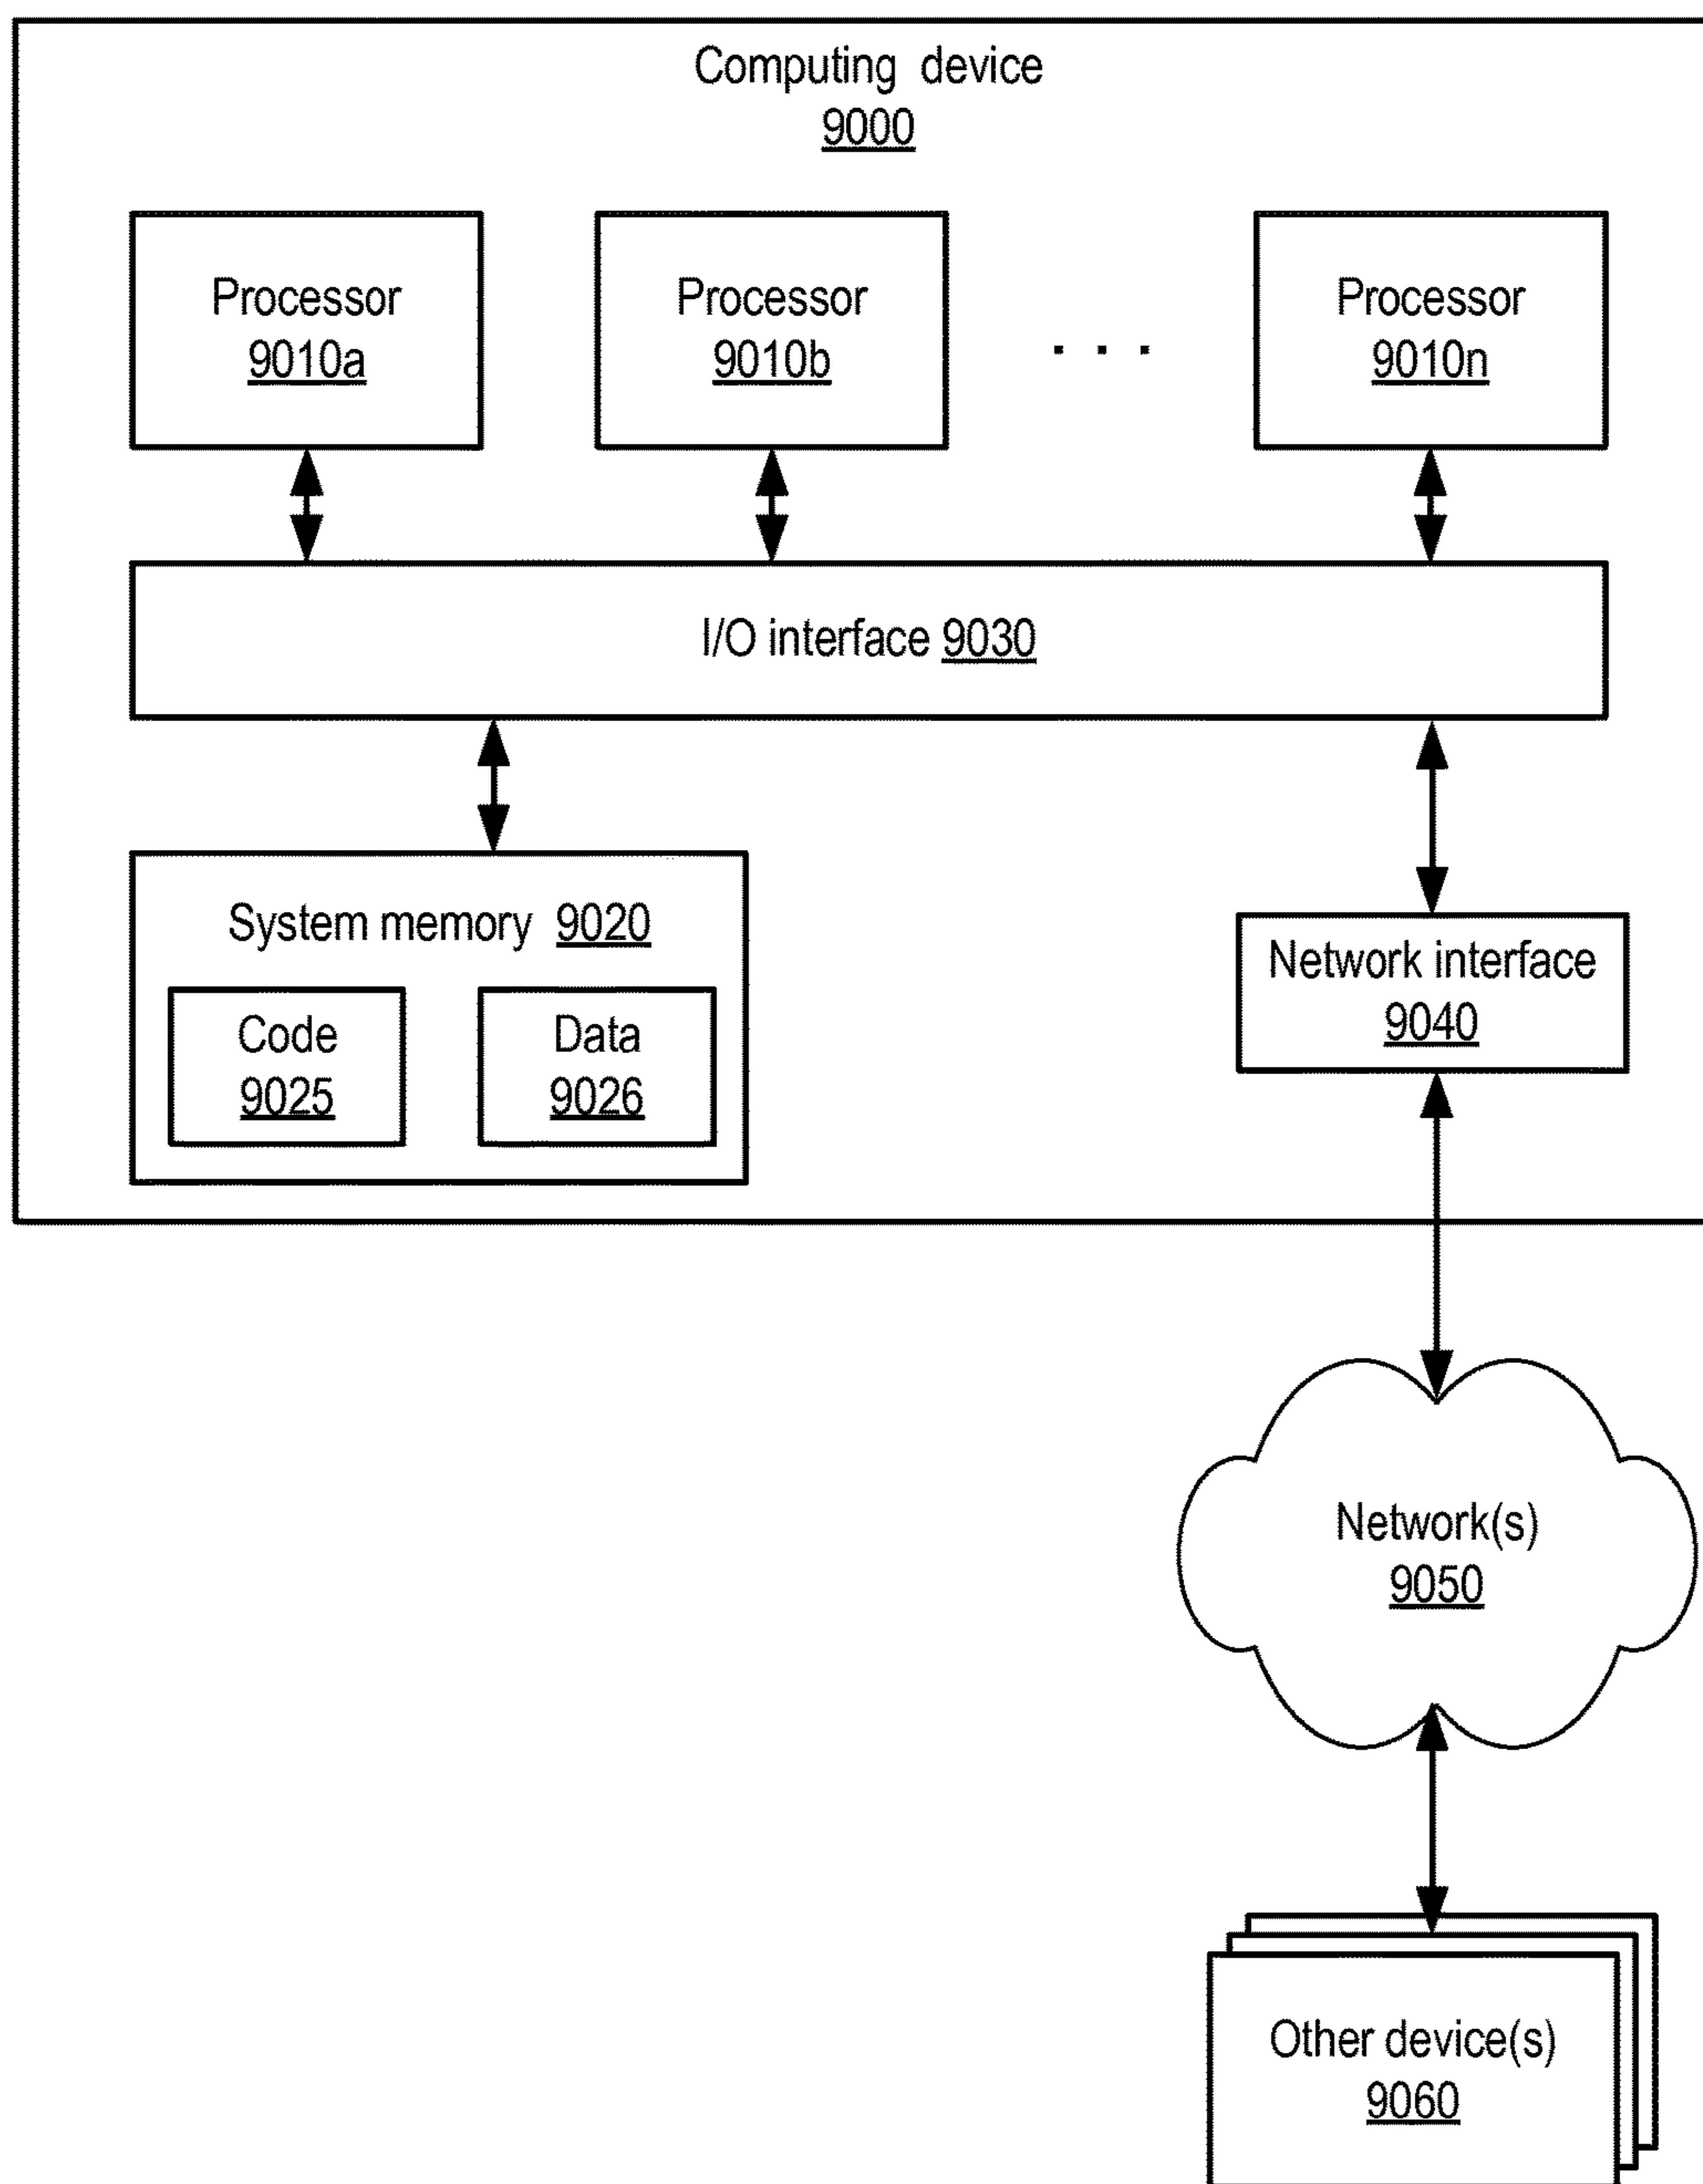 Computing device
9000
Processor
9010a
Processor
9010b
. . .
Processor
9010n
I/O interface 9030
System memory 9020
Code
9025
Data
9026
Network interface
9040
Network(s)
9050
Other device(s)
9060